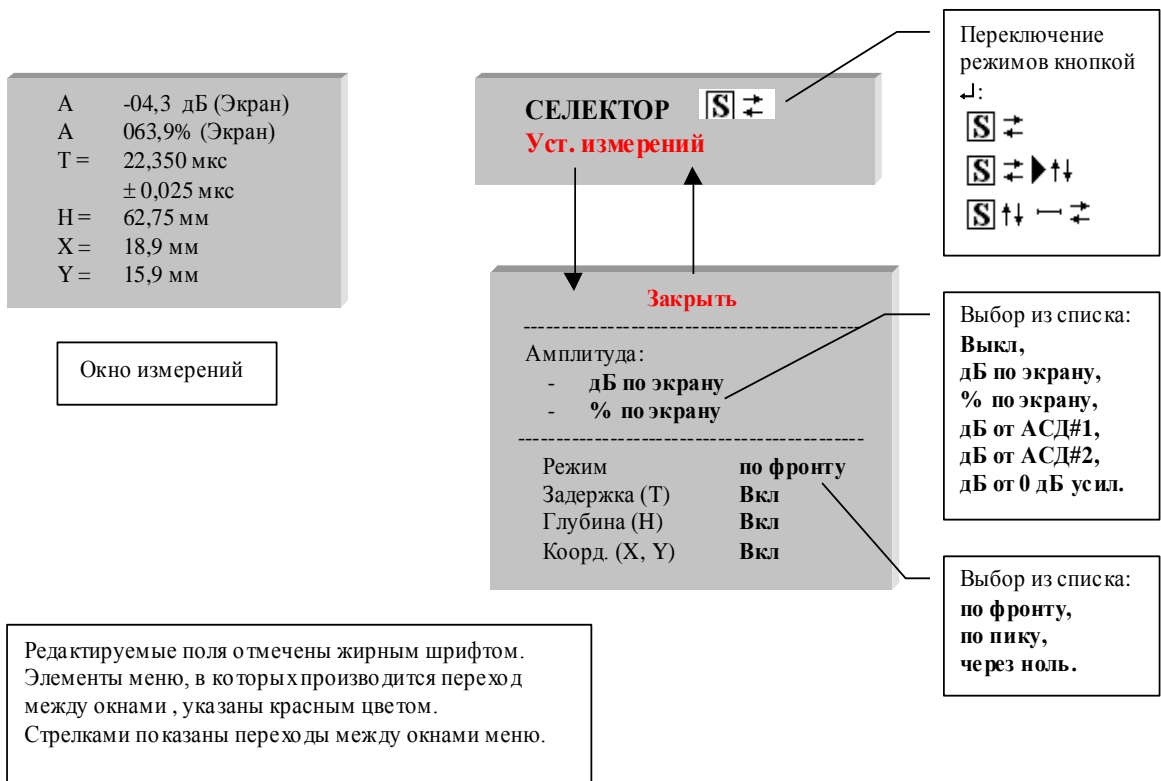 A -04,3 дБ (Экран)
A 063,9% (Экран)
T = 22,350 мкс
± 0,025 мкс
H = 62,75 мм
X = 18,9 мм
Y = 15,9 мм
Окно измерений
СЕЛЕКТОР S ⇄
Уст. измерений
Переключение
режимов кнопкой
↵:
S ⇄
S ⇄ ▶ ↑↓
S ↑↓ ⟼ ⇄
Закрыть
Амплитуда:
- дБ по экрану
- % по экрану
Режим по фронту
Задержка (Т) Вкл
Глубина (Н) Вкл
Коорд. (X, Y) Вкл
Выбор из списка:
Выкл,
дБ по экрану,
% по экрану,
дБ от АСД#1,
дБ от АСД#2,
дБ от 0 дБ усил.
Выбор из списка:
по фронту,
по пику,
через ноль.
Редактируемые поля отмечены жирным шрифтом.
Элементы меню, в которых производится переход
между окнами , указаны красным цветом.
Стрелками показаны переходы между окнами меню.